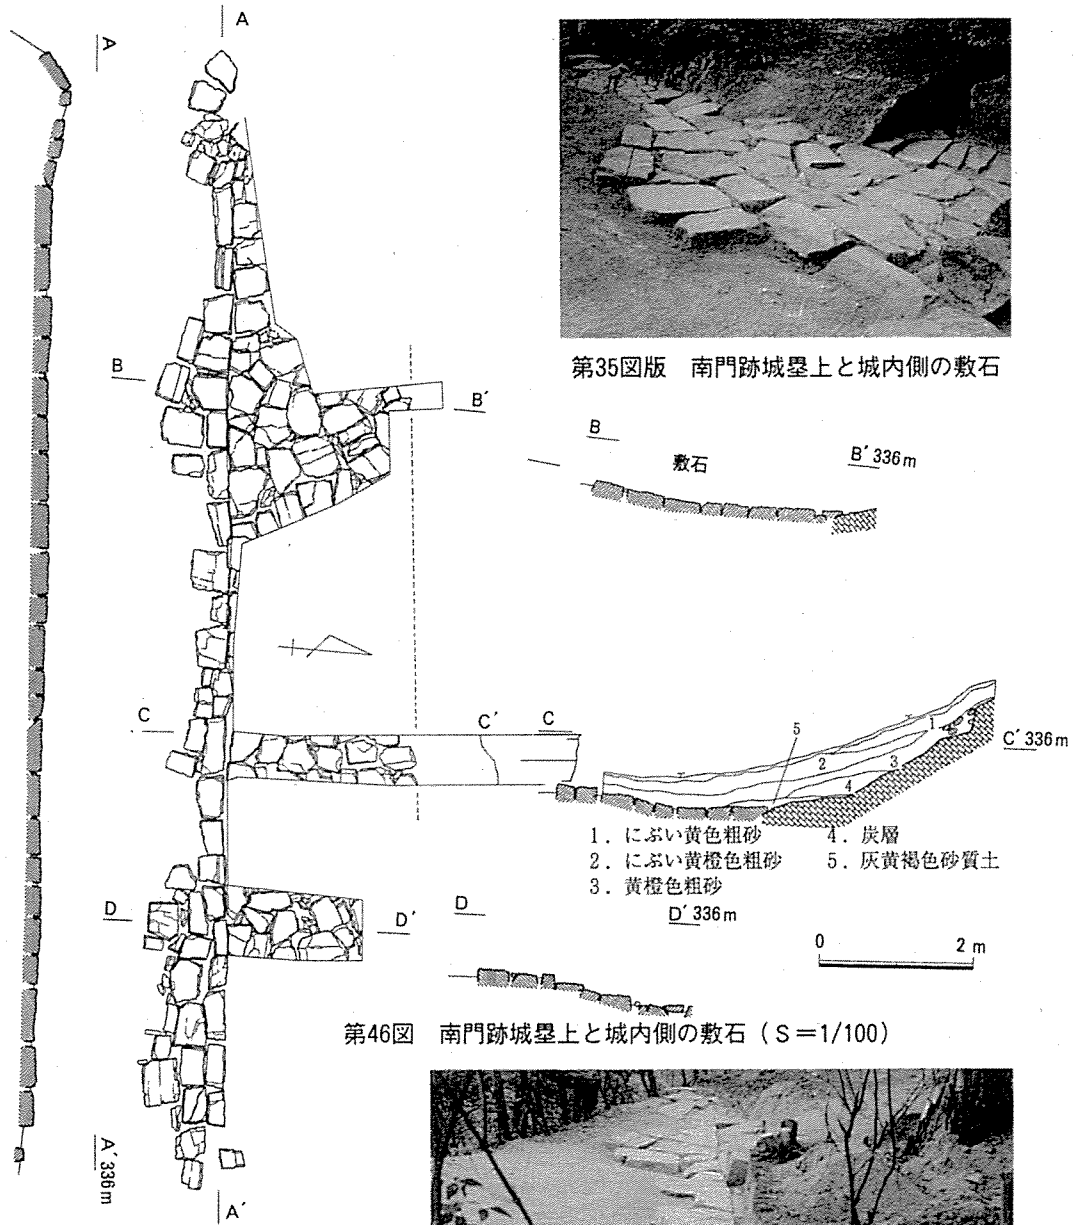 A
A
第35図版　南門跡城塁上と城内側の敷石
B
B′
B
敷石
B′336m
C
C′
C
5
1
2
3
4
C′336m
1．にぶい黄色粗砂
2．にぶい黄橙色粗砂
3．黄橙色粗砂
4．炭層
5．灰黄褐色砂質土
D
D′
D
D′336m
0
2 m
第46図　南門跡城塁上と城内側の敷石（S＝1/100）
A′336m
A′